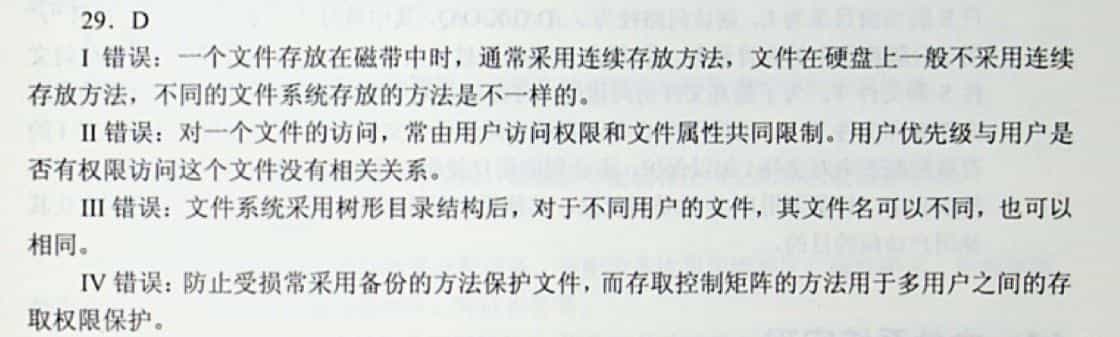 29. D
I 错误：一个文件存放在磁带中时，通常采用连续存放方法，文件在硬盘上一般不采用连续
存放方法，不同的文件系统存放的方法是不一样的。
II 错误：对一个文件的访问，常由用户访问权限和文件属性共同限制。用户优先级与用户是
否有权限访问这个文件没有相关关系。
III 错误：文件系统采用树形目录结构后，对于不同用户的文件，其文件名可以不同，也可以
相同。
IV 错误：防止受损常采用备份的方法保护文件，而存取控制矩阵的方法用于多用户之间的存
取权限保护。